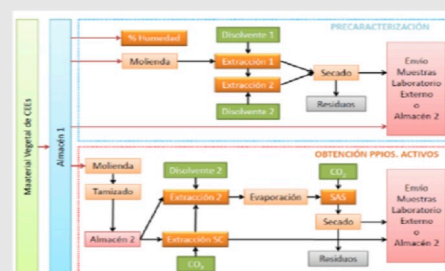 PRECARACTERIZACIÓN
Maaterial Vegetal de CEEs
Almacén 1
% Humedad
Molienda
Disolvente 1
Extracción 1
Extracción 2
Disolvente 2
Secado
Residuos
Envío
Muestras
Laboratorio
Externo
o
Almacén 2
OBTENCIÓN PPIOS. ACTIVOS
Molienda
Tamizado
Almacén 2
Disolvente 2
Extracción 2
Extracción SC
CO₂
Evaporación
CO₂
SAS
Secado
Residuos
Envío
Muestras
Laboratorio
Externo
o
Almacén 2